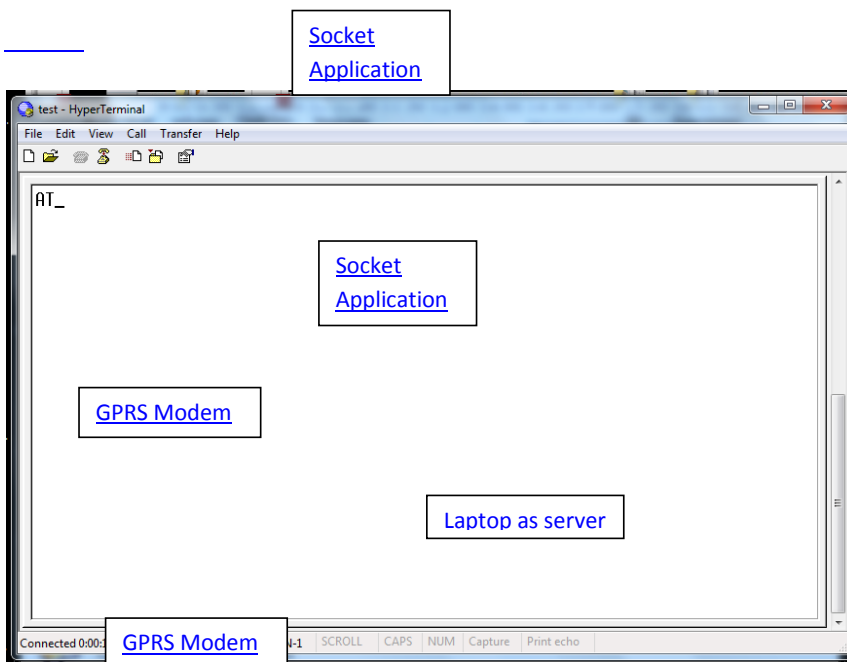 Socket
Application
test - HyperTerminal
File Edit View Call Transfer Help
AT_
Socket
Application
GPRS Modem
Laptop as server
Connected 0:00:1
GPRS Modem
N-1 SCROLL CAPS NUM Capture Print echo